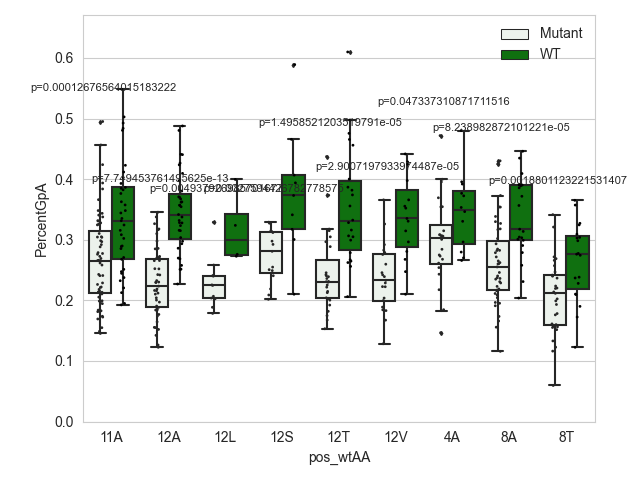 Mutant
WT
0.6
0.5
0.4
0.3
0.2
0.1
0.0
PercentGpA
p=0.00012676564015183222
p=0.047337310871711516
p=1.4958521203519791e-05
p=8.238982872101221e-05
p=2.9007197933974487e-05
p=7.749453761495625e-13
p=0.0018801123221531407
11A
12A
12L
12S
12T
12V
4A
8A
8T
pos_wtAA